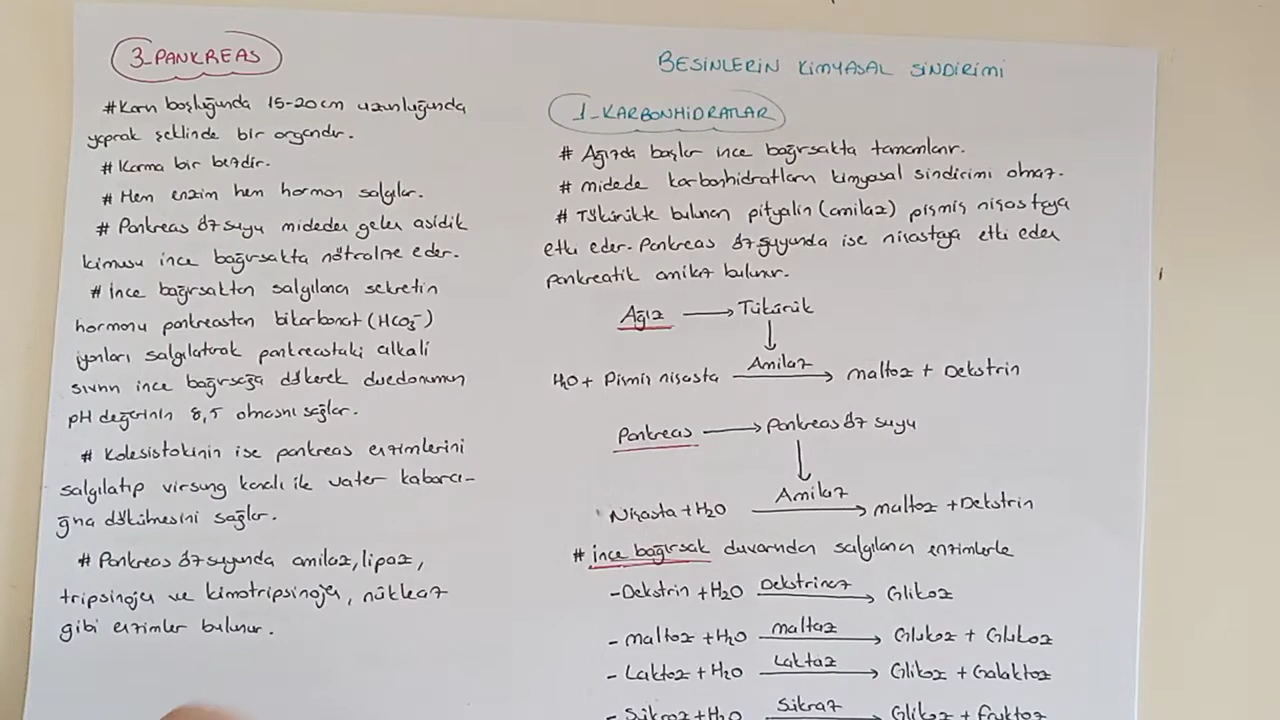 3-PANKREAS
#Karın boşluğunda 15-20cm uzunluğunda
yaprak şeklinde bir organdır.
#Karma bir bezdir.
#Hem enzim hem hormon salgılar.
#Pankreas öz suyu mideden gelen asidik
kimusu ince bağırsakta nötralize eder.
#İnce bağırsaktan salgılanan sekretin
hormonu pankreastan bikarbonat (HCO3-)
iyonları salgılatarak pankreastaki alkali
sıvının ince bağırsağa dökerek duedonumun
pH değerinin 8,5 olmasını sağlar.
# Kolesistokinin ise pankreas enzimlerini
salgılatıp virsung kanalı ile vater kabarcı-
ğına dökülmesini sağlar.
# Pankreas öz suyunda amilaz, lipaz,
tripsinojen ve kimotripsinojen, nükleaz
gibi enzimler bulunur.
BESİNLERİN KİMYASAL SİNDİRİMİ
1-KARBONHİDRATLAR
# Ağızda başlar ince bağırsakta tamamlanır.
# midede karbonhidratların kimyasal sindirimi olmaz.
# Tükürükte bulunan pityalin (amilaz) pişmiş nişastaya
etki eder. Pankreas öz suyunda ise nişastaya etki eden
pankreatik amilaz bulunur.
Ağız → Tükürük
↓
H2O + Pişmiş nişasta Amilaz → maltoz + Dekstrin
Pankreas → Pankreas öz suyu
↓
Nişasta + H2O Amilaz → maltoz + Dekstrin
# ince bağırsak duvarından salgılanan enzimlerle
-Dekstrin + H2O Dekstrinaz → Glikoz
- maltoz + H2O maltaz → Glukoz + Glukoz
- Laktoz + H2O Laktaz → Glikoz + Galaktoz
- Sükroz + H2O Sükraz → Glikoz + Fruktoz